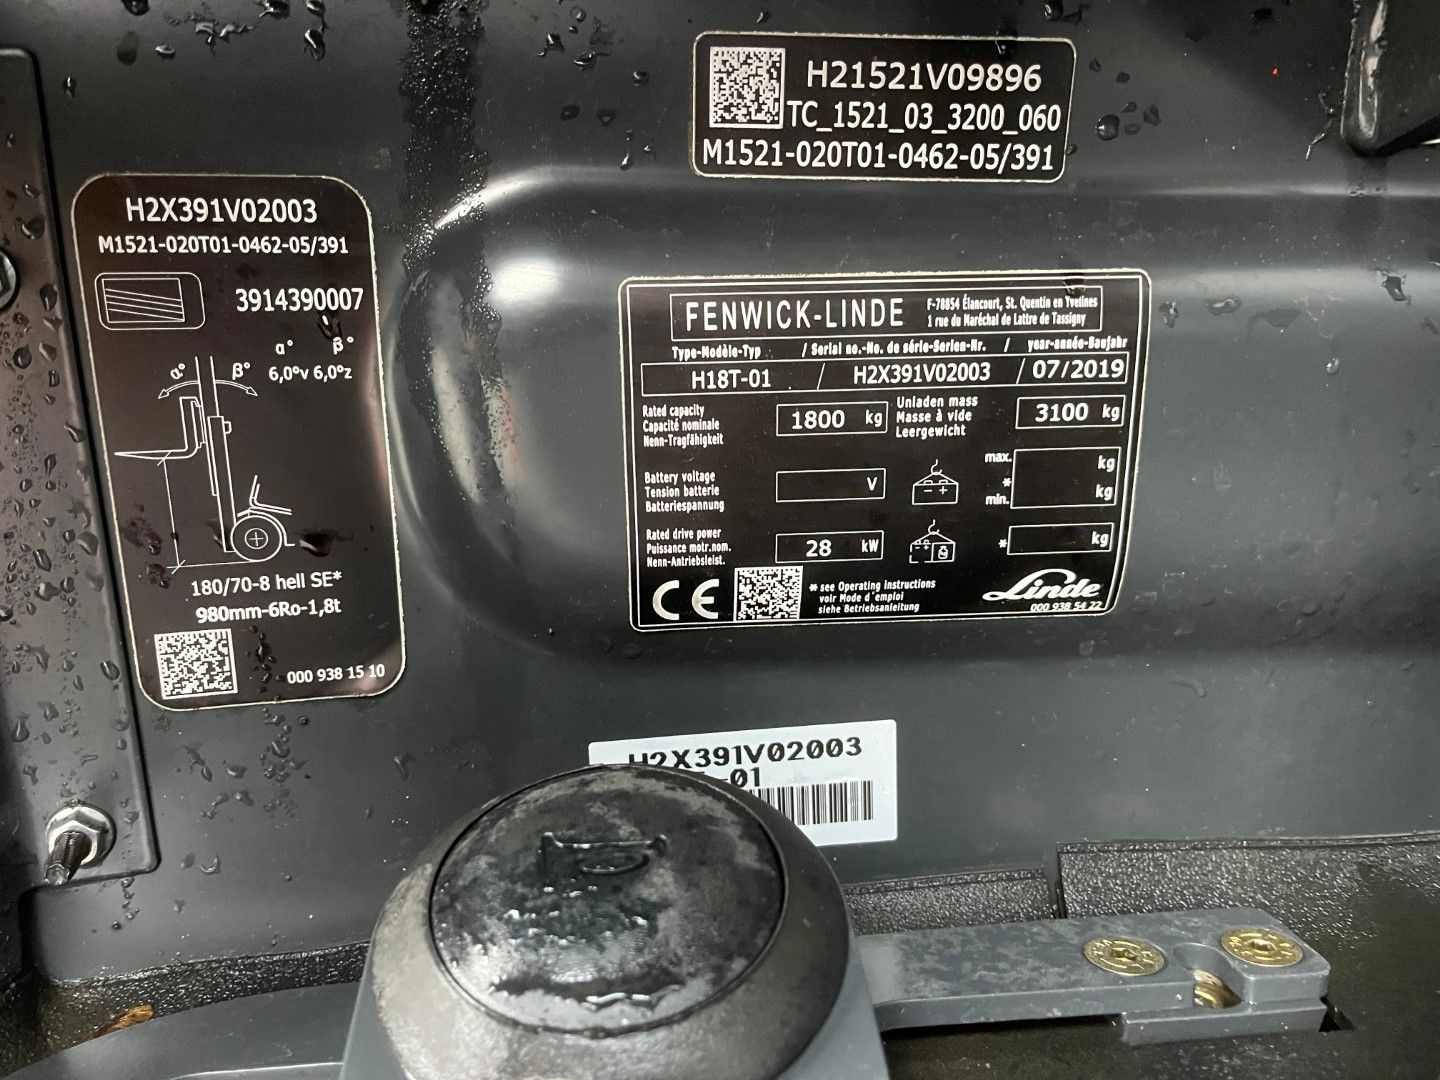 H21521V09896
TC_1521_03_3200_060
M1521-020T01-0462-05/391
H2X391V02003
M1521-020T01-0462-05/391
3914390007
α° β°
6,0°v 6,0°z
α° β°
180/70-8 hell SE*
980mm-6Ro-1,8t
000 938 15 10
FENWICK-LINDE
F-78854 Élancourt, St. Quentin en Yvelines
1 rue du Maréchal de Lattre de Tassigny
Type-Modèle-Typ / Serial no.-No. de série-Serien-Nr. / year-année-Baujahr
H18T-01 / H2X391V02003 / 07/2019
Rated capacity
Capacité nominale
Nenn-Tragfähigkeit
1800 kg
Unladen mass
Masse à vide
Leergewicht
3100 kg
Battery voltage
Tension batterie
Batteriespannung
V
max. kg
*
min. kg
Rated drive power
Puissance motr.nom.
Nenn-Antriebsleist.
28 kW
* kg
CE
* see Operating instructions
voir Mode d´emploi
siehe Betriebsanleitung
Linde
000 938 54 22
H2X391V02003
-01